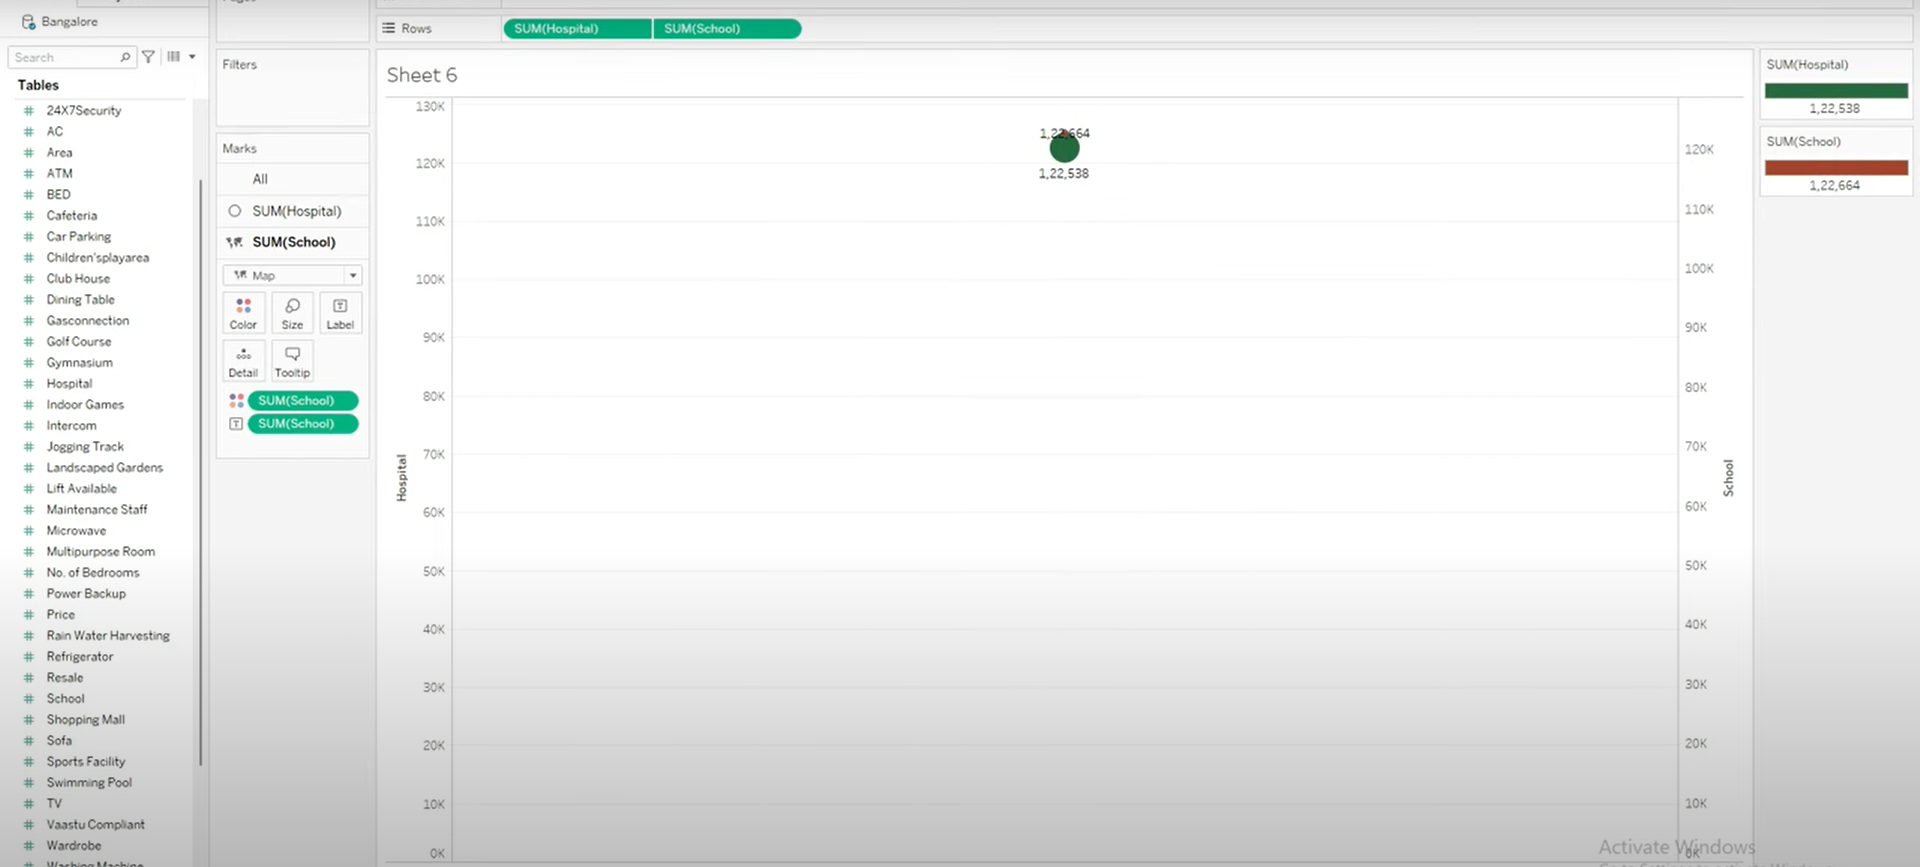 Bangalore
Search
Tables
24X7Security
AC
Area
ATM
BED
Cafeteria
Car Parking
Children'splayarea
Club House
Dining Table
Gasconnection
Golf Course
Gymnasium
Hospital
Indoor Games
Intercom
Jogging Track
Landscaped Gardens
Lift Available
Maintenance Staff
Microwave
Multipurpose Room
No. of Bedrooms
Power Backup
Price
Rain Water Harvesting
Refrigerator
Resale
School
Shopping Mall
Sofa
Sports Facility
Swimming Pool
TV
Vaastu Compliant
Wardrobe
Washing Machine
Pages
Filters
Marks
All
SUM(Hospital)
SUM(School)
Map
Color Size Label
Detail Tooltip
SUM(School)
SUM(School)
Rows SUM(Hospital) SUM(School)
Sheet 6
130K
120K
110K
100K
90K
80K
70K
60K
50K
40K
30K
20K
10K
0K
Hospital
1,22,664
1,22,538
120K
110K
100K
90K
80K
70K
60K
50K
40K
30K
20K
10K
0K
School
SUM(Hospital)
1,22,538
SUM(School)
1,22,664
Activate Windows